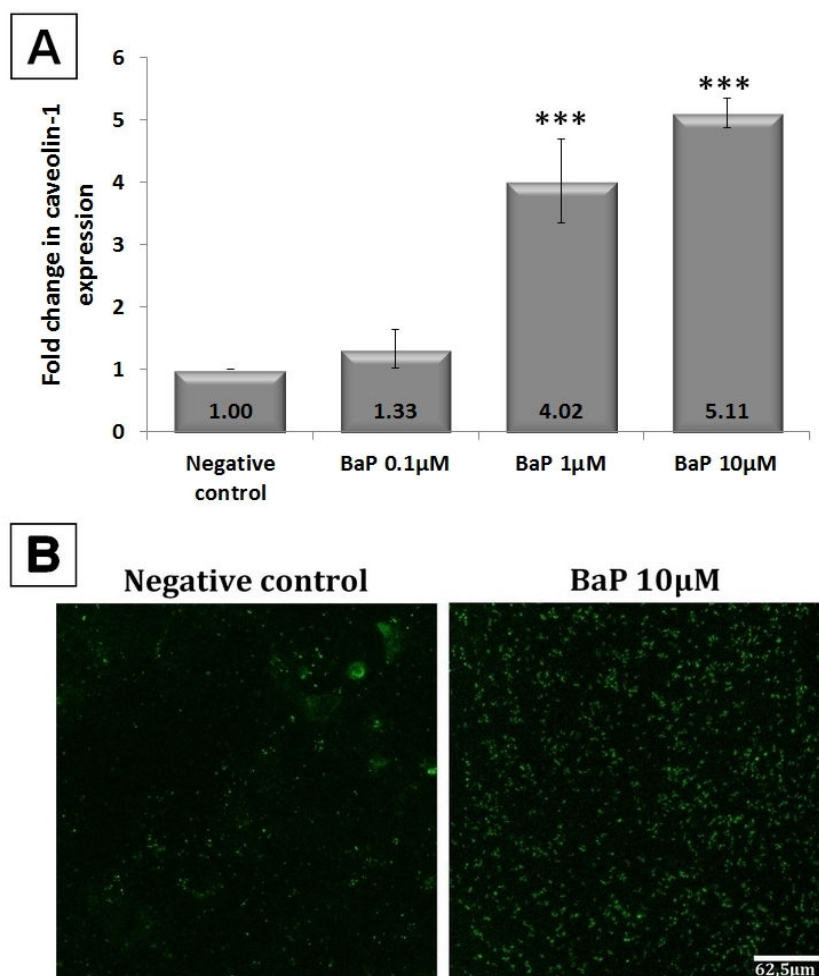 A
Fold change in caveolin-1
expression
6
5
4
3
2
1
0
***
***
1.00
1.33
4.02
5.11
Negative
control
BaP 0.1µM
BaP 1µM
BaP 10µM
B
Negative control
BaP 10µM
62,5µm